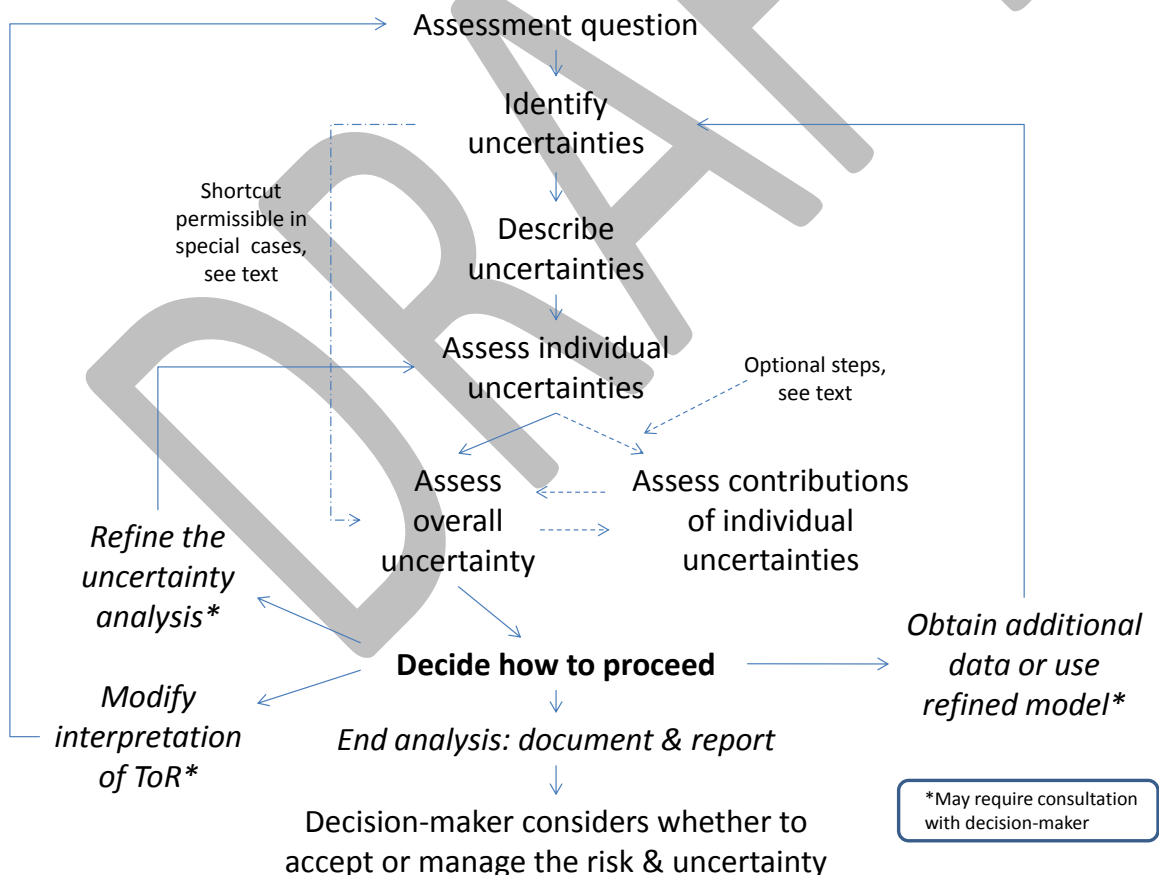 Assessment question
Identify
uncertainties
Shortcut
permissible in
special cases,
see text
Describe
uncertainties
Assess individual
uncertainties
Optional steps,
see text
Assess
overall
uncertainty
Assess contributions
of individual
uncertainties
Refine the
uncertainty
analysis*
Decide how to proceed
Obtain additional
data or use
refined model*
Modify
interpretation
of ToR*
End analysis: document & report
*May require consultation
with decision-maker
Decision-maker considers whether to
accept or manage the risk & uncertainty
DRAF